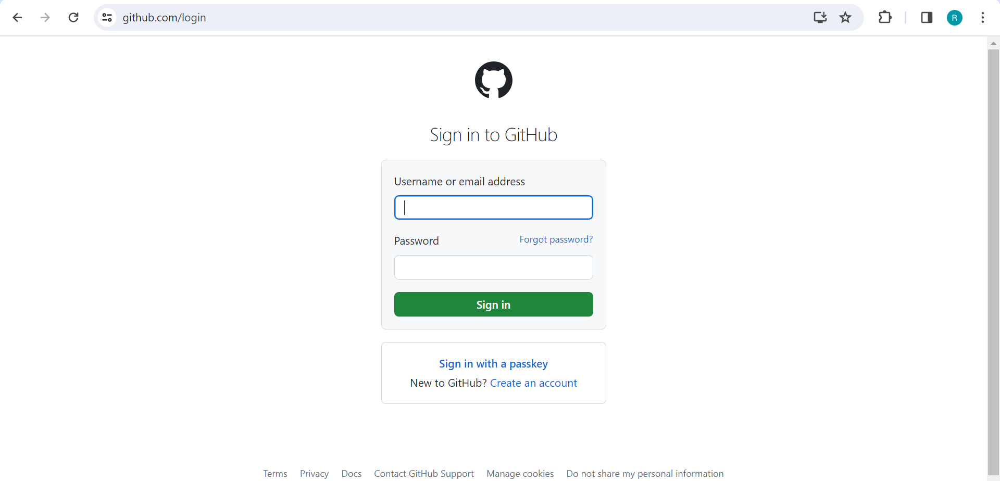 github.com/login
R
Sign in to GitHub
Username or email address
Password
Forgot password?
Sign in
Sign in with a passkey
New to GitHub? Create an account
Terms Privacy Docs Contact GitHub Support Manage cookies Do not share my personal information